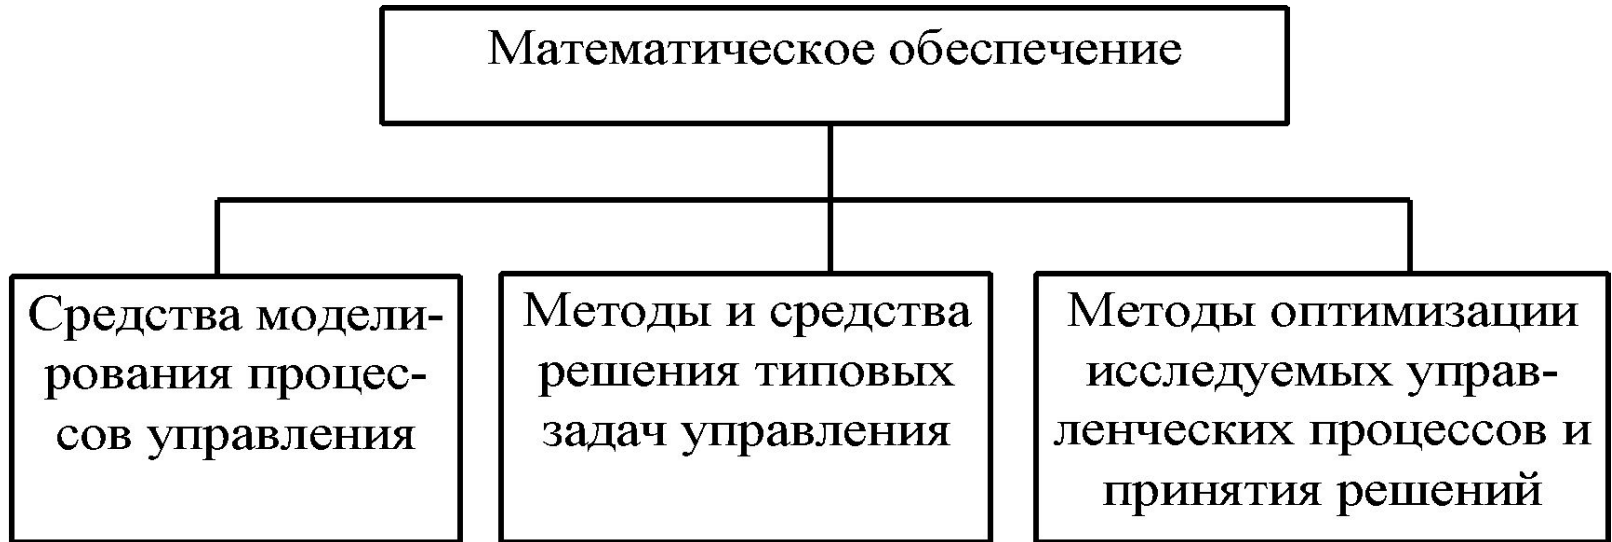 Математическое обеспечение
Средства модели-
рования процес-
сов управления
Методы и средства
решения типовых
задач управления
Методы оптимизации
исследуемых управ-
ленческих процессов и
принятия решений